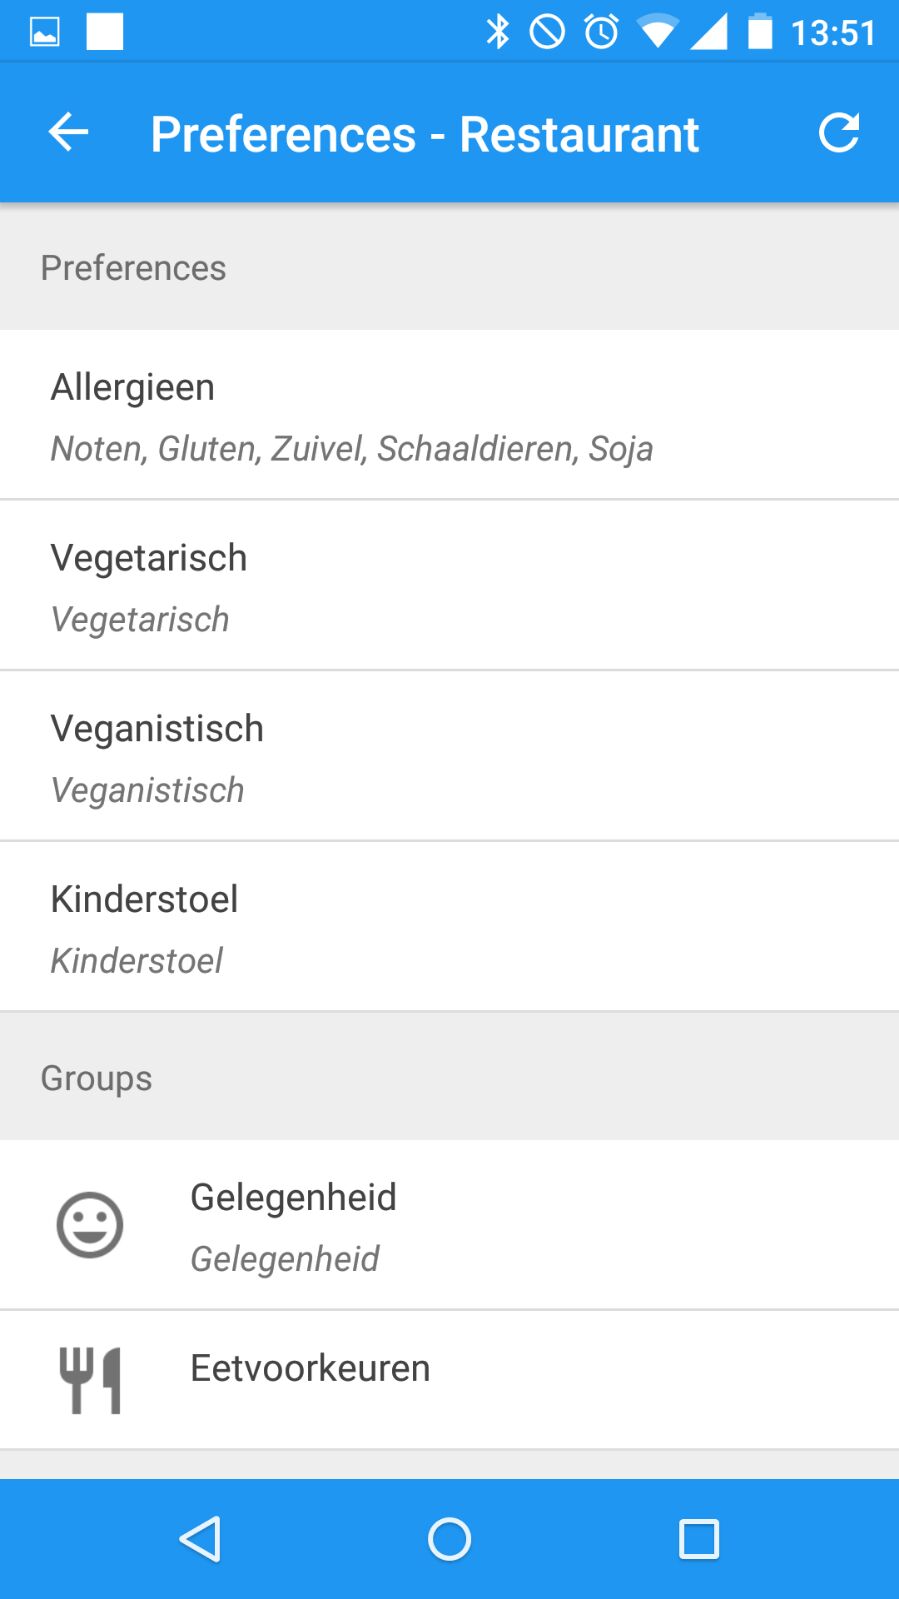 13:51
Preferences - Restaurant
Preferences
Allergieen
Noten, Gluten, Zuivel, Schaaldieren, Soja
Vegetarisch
Vegetarisch
Veganistisch
Veganistisch
Kinderstoel
Kinderstoel
Groups
Gelegenheid
Gelegenheid
Eetvoorkeuren